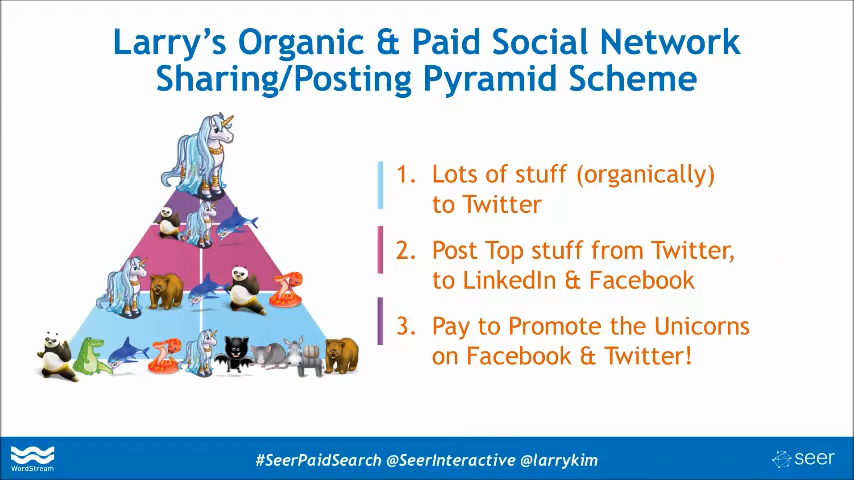 Larry's Organic & Paid Social Network
Sharing/Posting Pyramid Scheme
1. Lots of stuff (organically)
to Twitter
2. Post Top stuff from Twitter,
to LinkedIn & Facebook
3. Pay to Promote the Unicorns
on Facebook & Twitter!
WordStream
#SeerPaidSearch @SeerInteractive @larrykim
seer